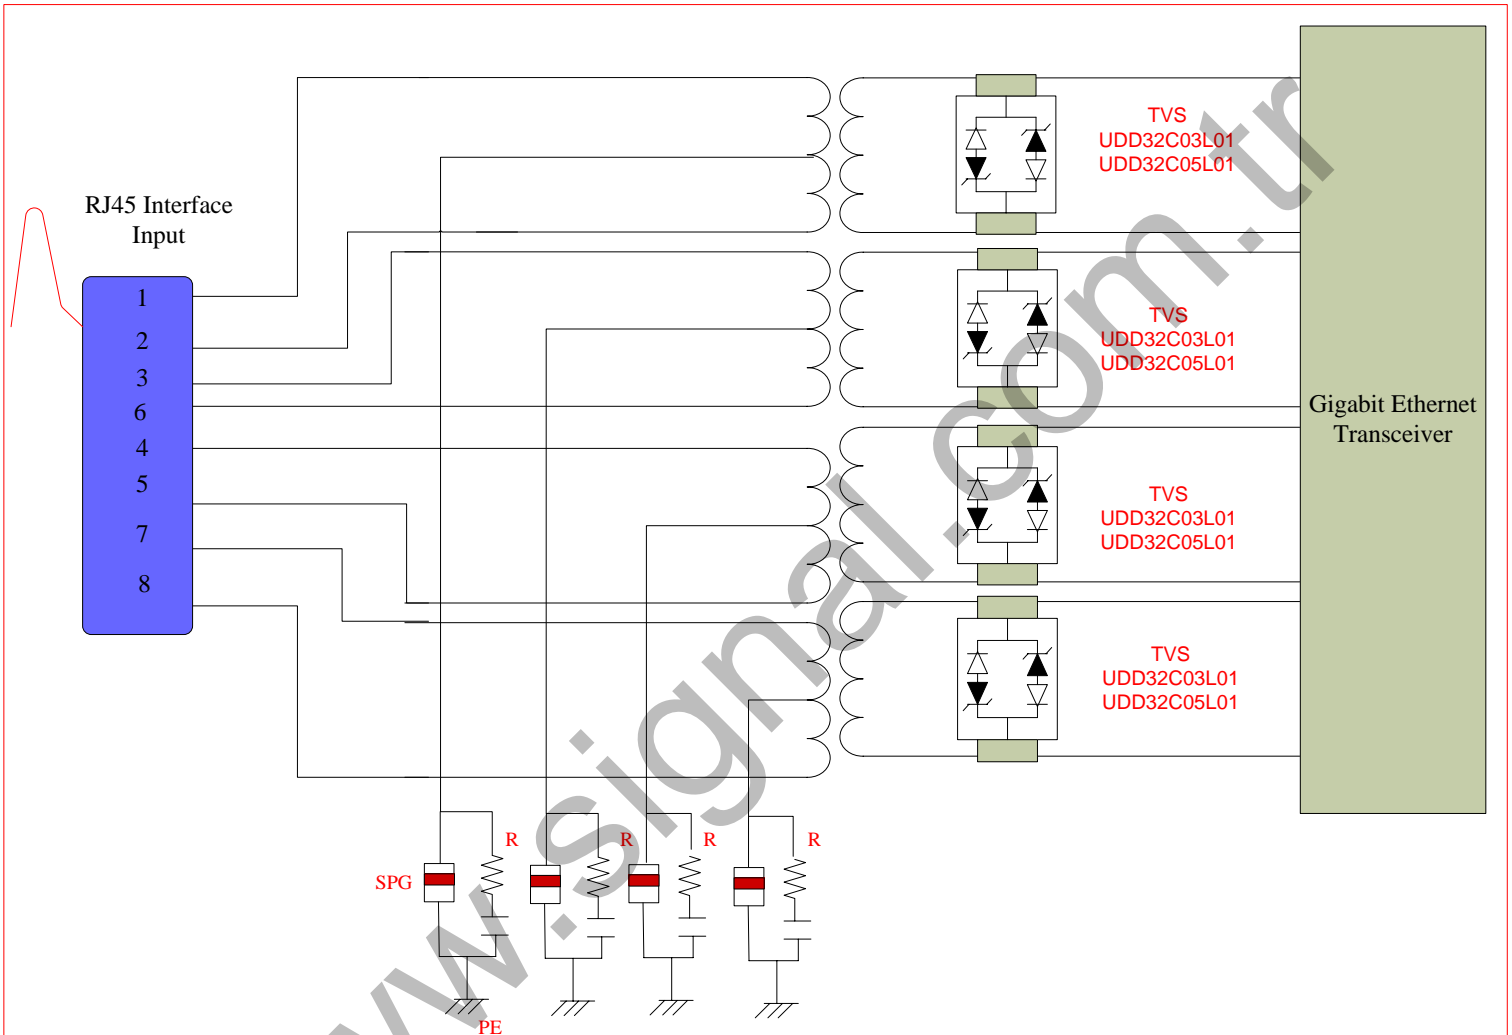 RJ45 Interface
Input
1
2
3
6
4
5
7
8
TVS
UDD32C03L01
UDD32C05L01
TVS
UDD32C03L01
UDD32C05L01
TVS
UDD32C03L01
UDD32C05L01
TVS
UDD32C03L01
UDD32C05L01
Gigabit Ethernet
Transceiver
R
R
R
R
SPG
PE
w.signal.com.tr